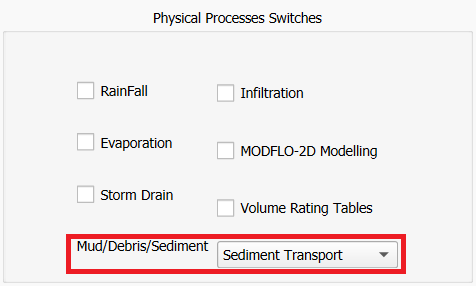 Physical Processes Switches
RainFall
Infiltration
Evaporation
MODFLO-2D Modelling
Storm Drain
Volume Rating Tables
Mud/Debris/Sediment
Sediment Transport